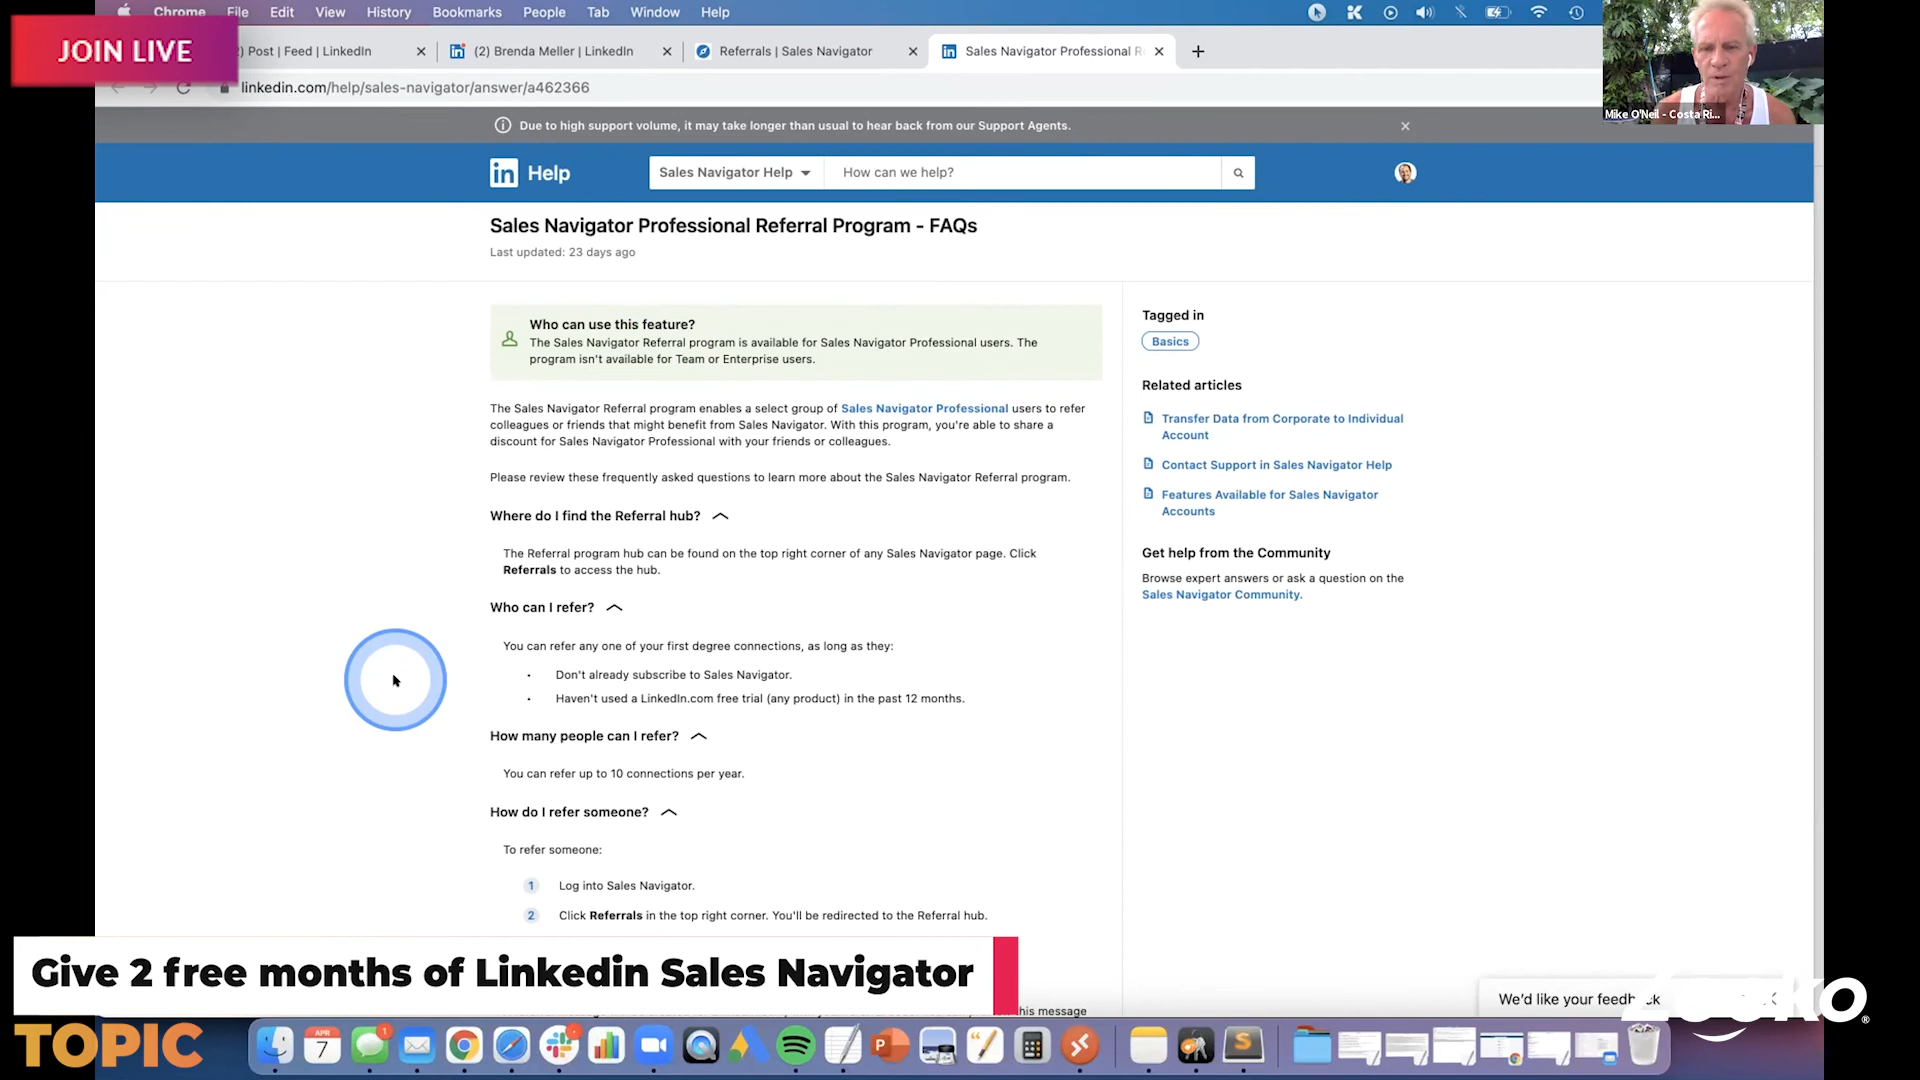 Chrome File Edit View History Bookmarks People Tab Window Help
JOIN LIVE
) Post | Feed | LinkedIn
(2) Brenda Meller | LinkedIn
Referrals | Sales Navigator
Sales Navigator Professional R
linkedin.com/help/sales-navigator/answer/a462366
Mike O'Neil - Costa Ri...
Due to high support volume, it may take longer than usual to hear back from our Support Agents.
in Help
Sales Navigator Help
How can we help?
Sales Navigator Professional Referral Program - FAQs
Last updated: 23 days ago
Who can use this feature?
The Sales Navigator Referral program is available for Sales Navigator Professional users. The
program isn't available for Team or Enterprise users.
The Sales Navigator Referral program enables a select group of Sales Navigator Professional users to refer
colleagues or friends that might benefit from Sales Navigator. With this program, you're able to share a
discount for Sales Navigator Professional with your friends or colleagues.
Please review these frequently asked questions to learn more about the Sales Navigator Referral program.
Where do I find the Referral hub?
The Referral program hub can be found on the top right corner of any Sales Navigator page. Click
Referrals to access the hub.
Who can I refer?
You can refer any one of your first degree connections, as long as they:
· Don't already subscribe to Sales Navigator.
· Haven't used a LinkedIn.com free trial (any product) in the past 12 months.
How many people can I refer?
You can refer up to 10 connections per year.
How do I refer someone?
To refer someone:
1 Log into Sales Navigator.
2 Click Referrals in the top right corner. You'll be redirected to the Referral hub.
Tagged in
Basics
Related articles
Transfer Data from Corporate to Individual
Account
Contact Support in Sales Navigator Help
Features Available for Sales Navigator
Accounts
Get help from the Community
Browse expert answers or ask a question on the
Sales Navigator Community.
Give 2 free months of Linkedin Sales Navigator
his message
We'd like your feedb ck
TOPIC
APR
7
1